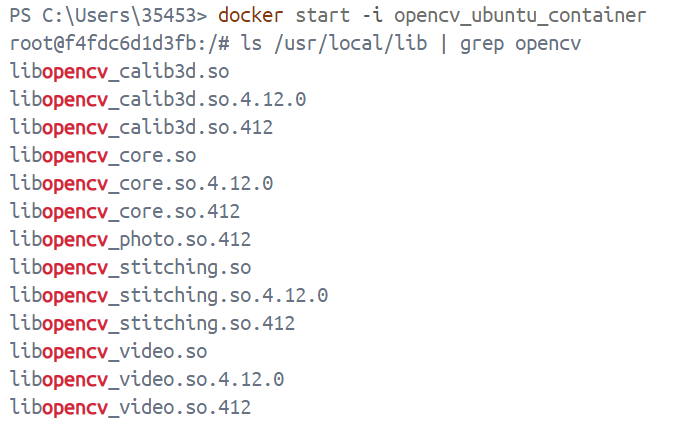 PS C:\Users\35453> docker start -i opencv_ubuntu_container
root@f4fdc6d1d3fb:/# ls /usr/local/lib | grep opencv
libopencv_calib3d.so
libopencv_calib3d.so.4.12.0
libopencv_calib3d.so.412
libopencv_core.so
libopencv_core.so.4.12.0
libopencv_core.so.412
libopencv_photo.so.412
libopencv_stitching.so
libopencv_stitching.so.4.12.0
libopencv_stitching.so.412
libopencv_video.so
libopencv_video.so.4.12.0
libopencv_video.so.412